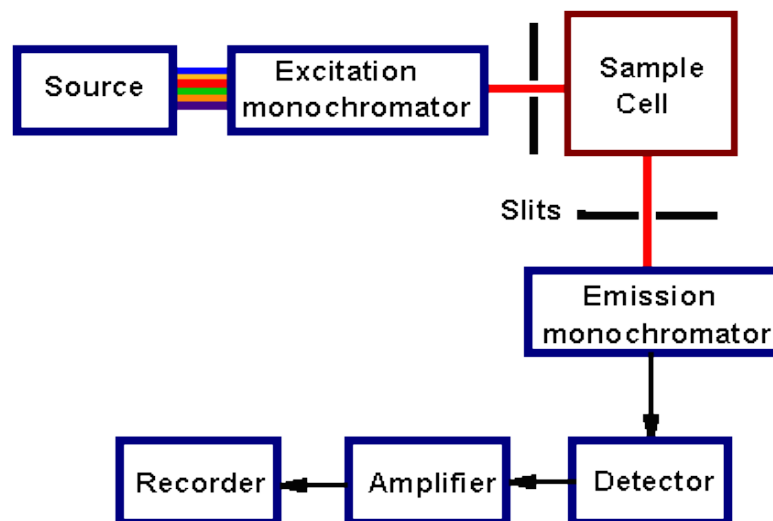 Source
Excitation
monochromator
Sample
Cell
Slits
Emission
monochromator
Recorder
Amplifier
Detector